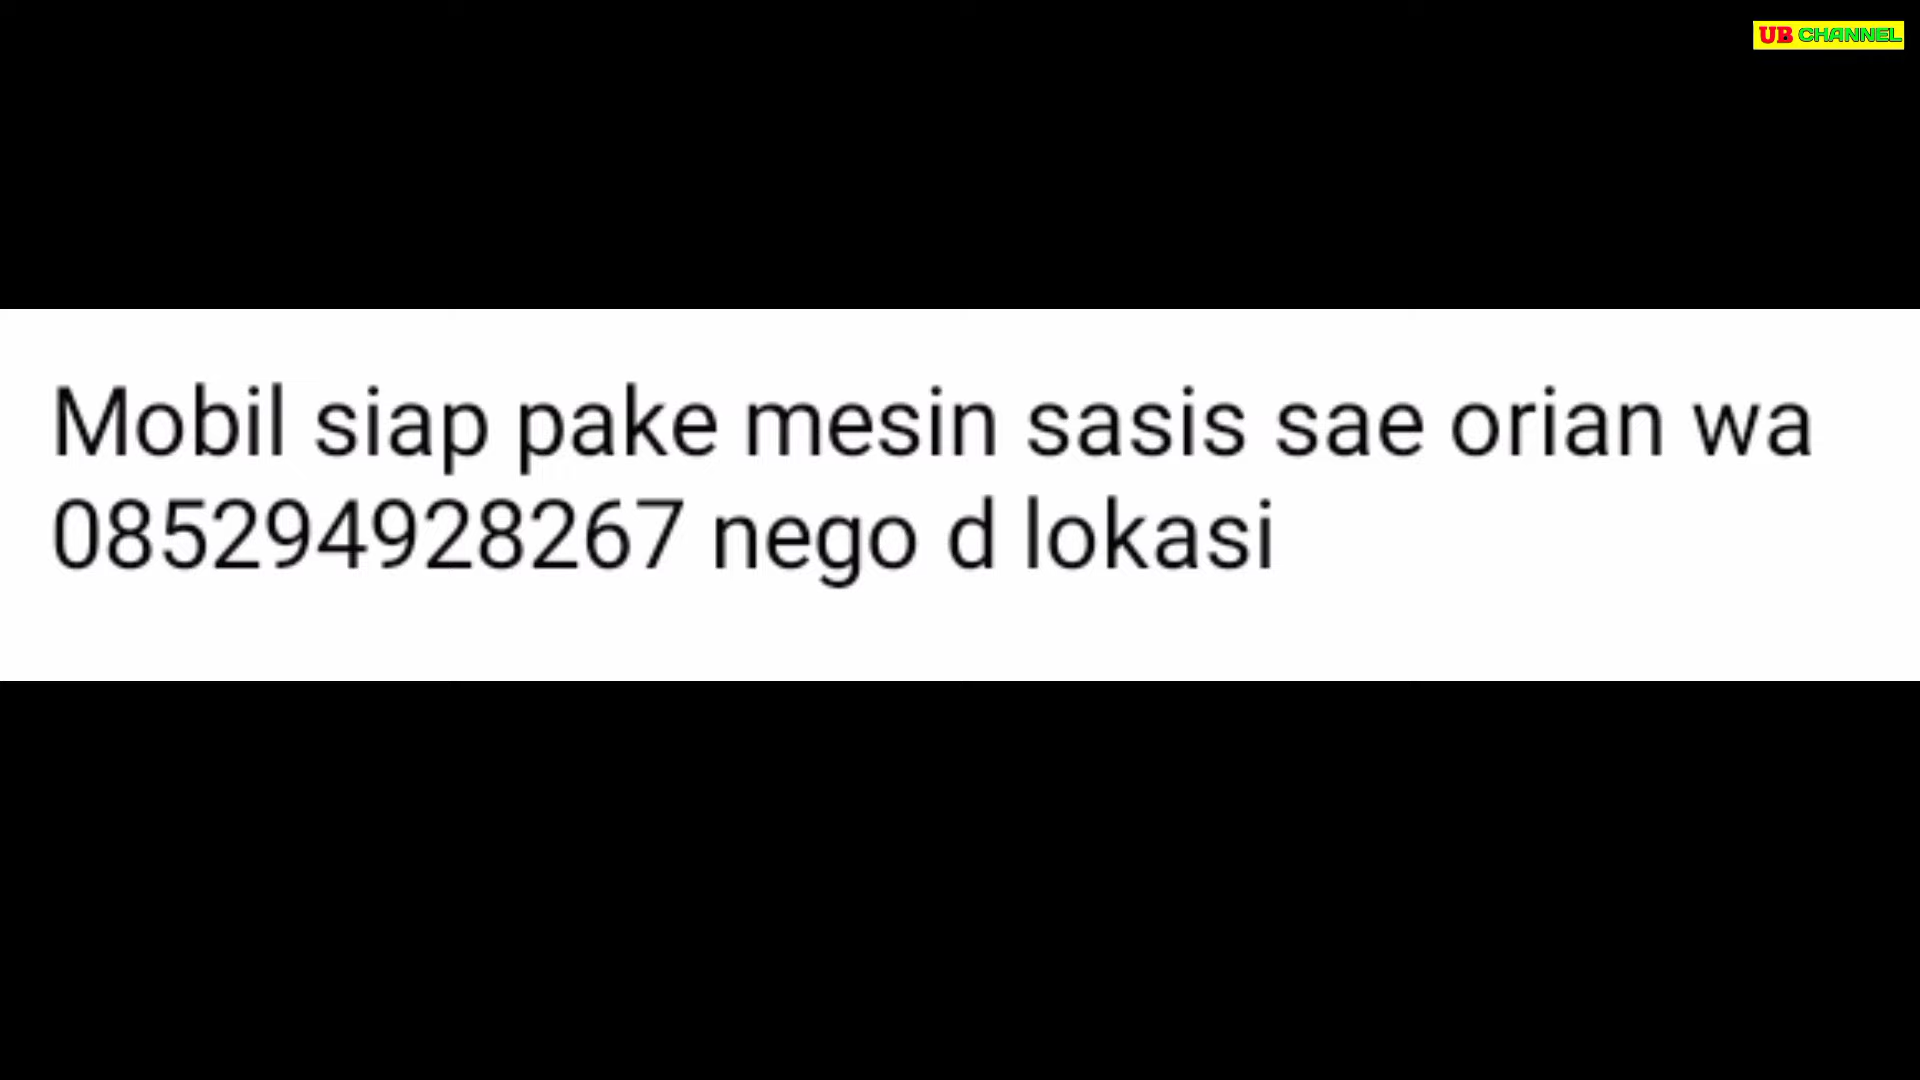 UB CHANNEL
Mobil siap pake mesin sasis sae orian wa
085294928267 nego d lokasi